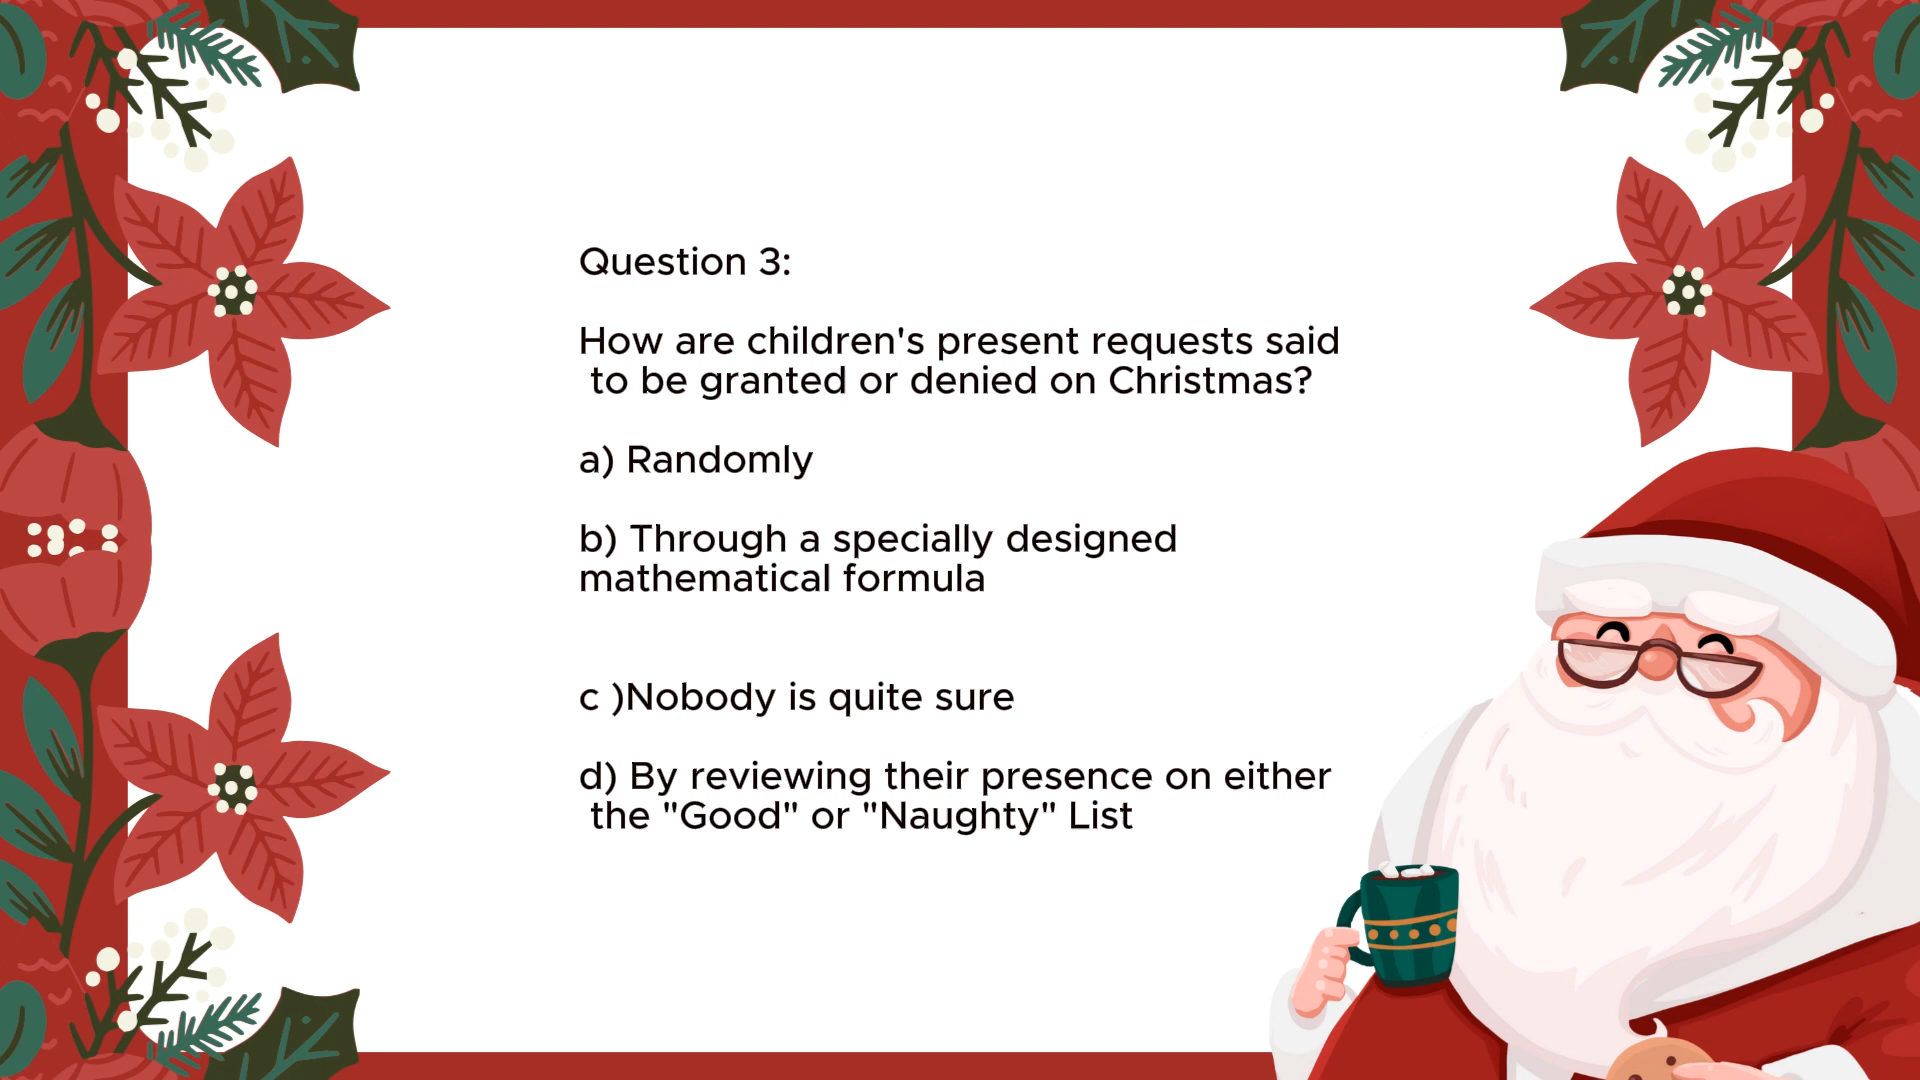 Question 3:
How are children's present requests said
to be granted or denied on Christmas?
a) Randomly
b) Through a specially designed
mathematical formula
c )Nobody is quite sure
d) By reviewing their presence on either
the "Good" or "Naughty" List